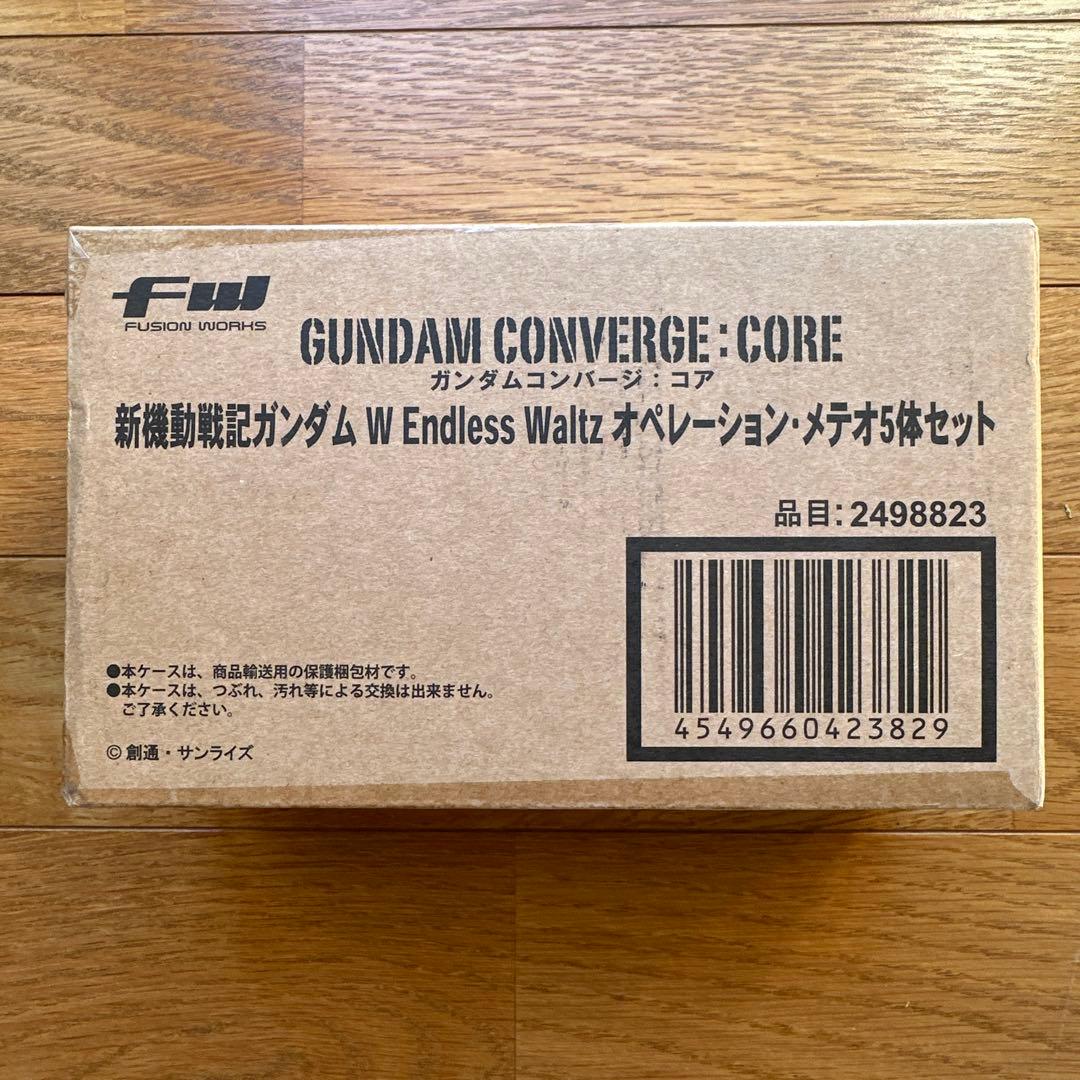 fw
FUSION WORKS
GUNDAM CONVERGE:CORE
ガンダムコンバージ：コア
新機動戦記ガンダム W Endless Waltz オペレーション・メテオ5体セット
品目：2498823
4549660423829
●本ケースは、商品輸送用の保護梱包材です。
●本ケースは、つぶれ、汚れ等による交換は出来ません。
ご了承ください。
© 創通・サンライズ